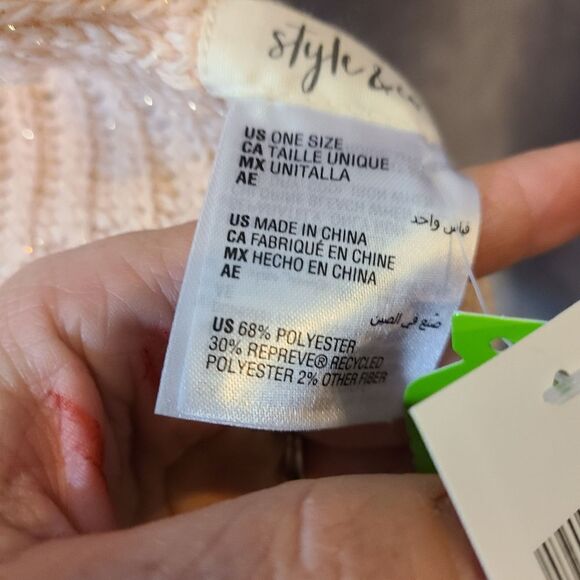 style & co
US ONE SIZE
CA TAILLE UNIQUE
MX UNITALLA
AE
قياس واحد
US MADE IN CHINA
CA FABRIQUÉ EN CHINE
MX HECHO EN CHINA
AE
صنع في الصين
US 68% POLYESTER
30% REPREVE® RECYCLED
POLYESTER 2% OTHER FIBER